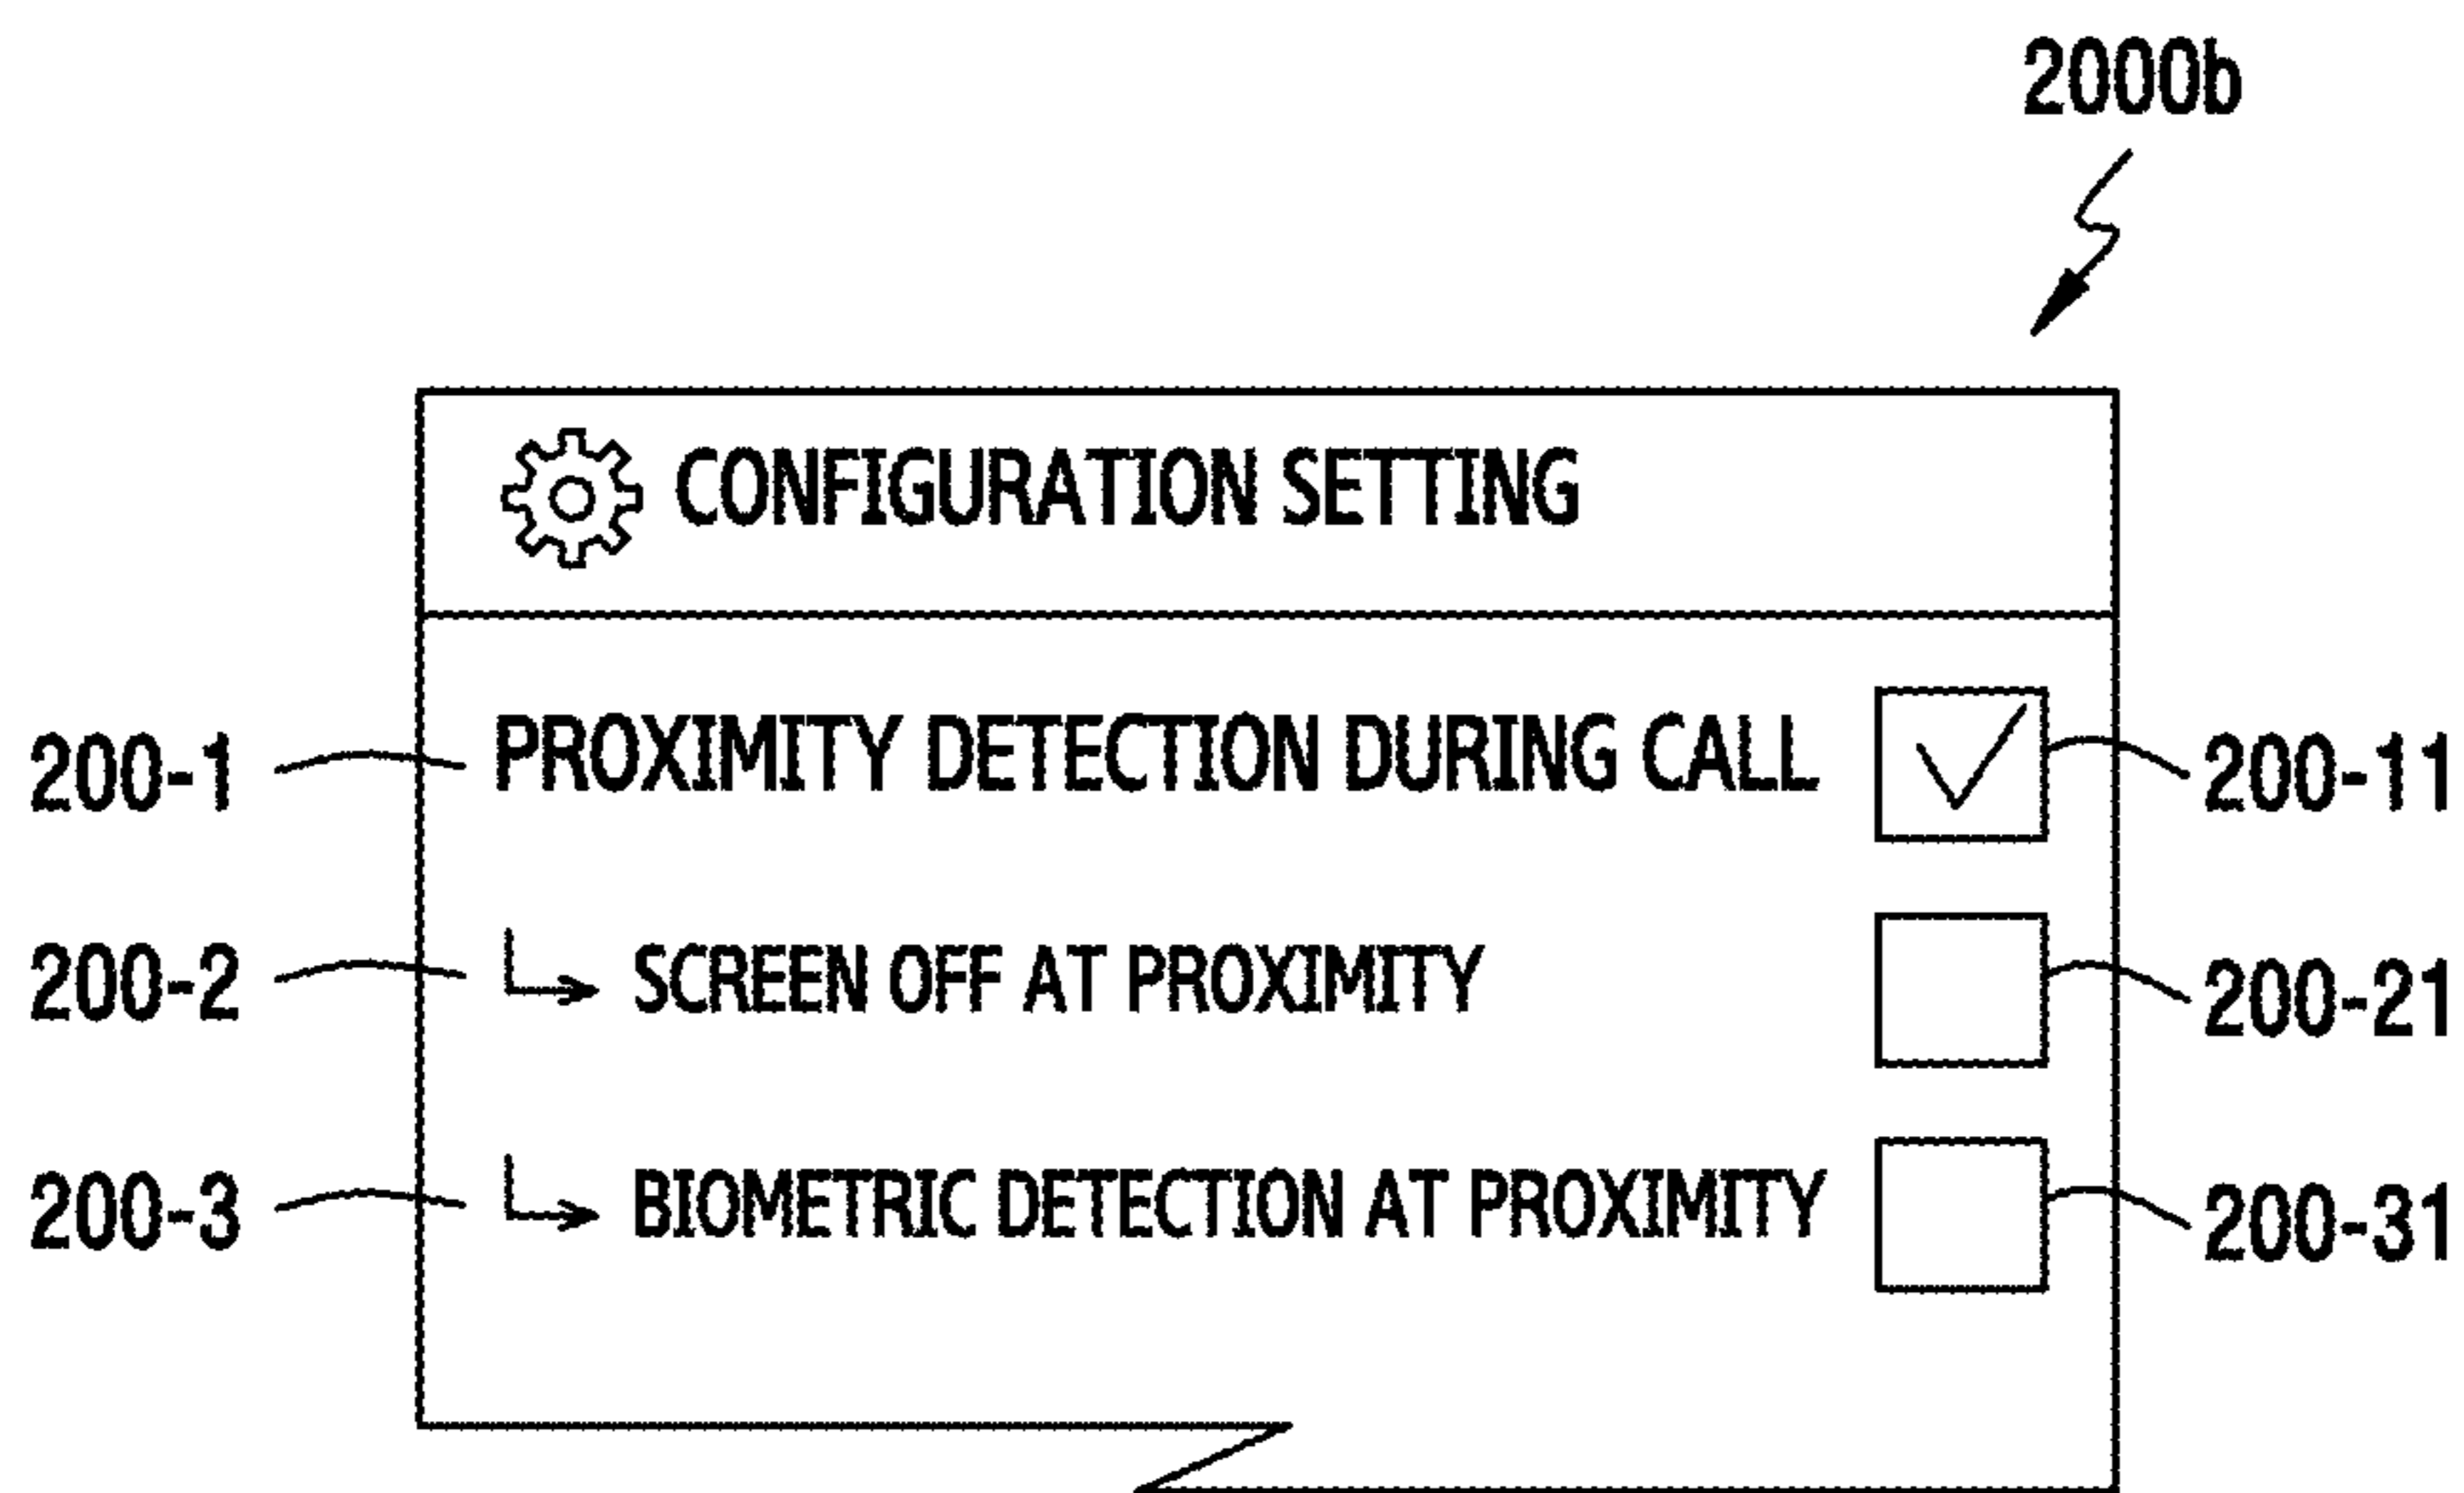 2000b
CONFIGURATION SETTING
200-1 PROXIMITY DETECTION DURING CALL 200-11
200-2 SCREEN OFF AT PROXIMITY 200-21
200-3 BIOMETRIC DETECTION AT PROXIMITY 200-31